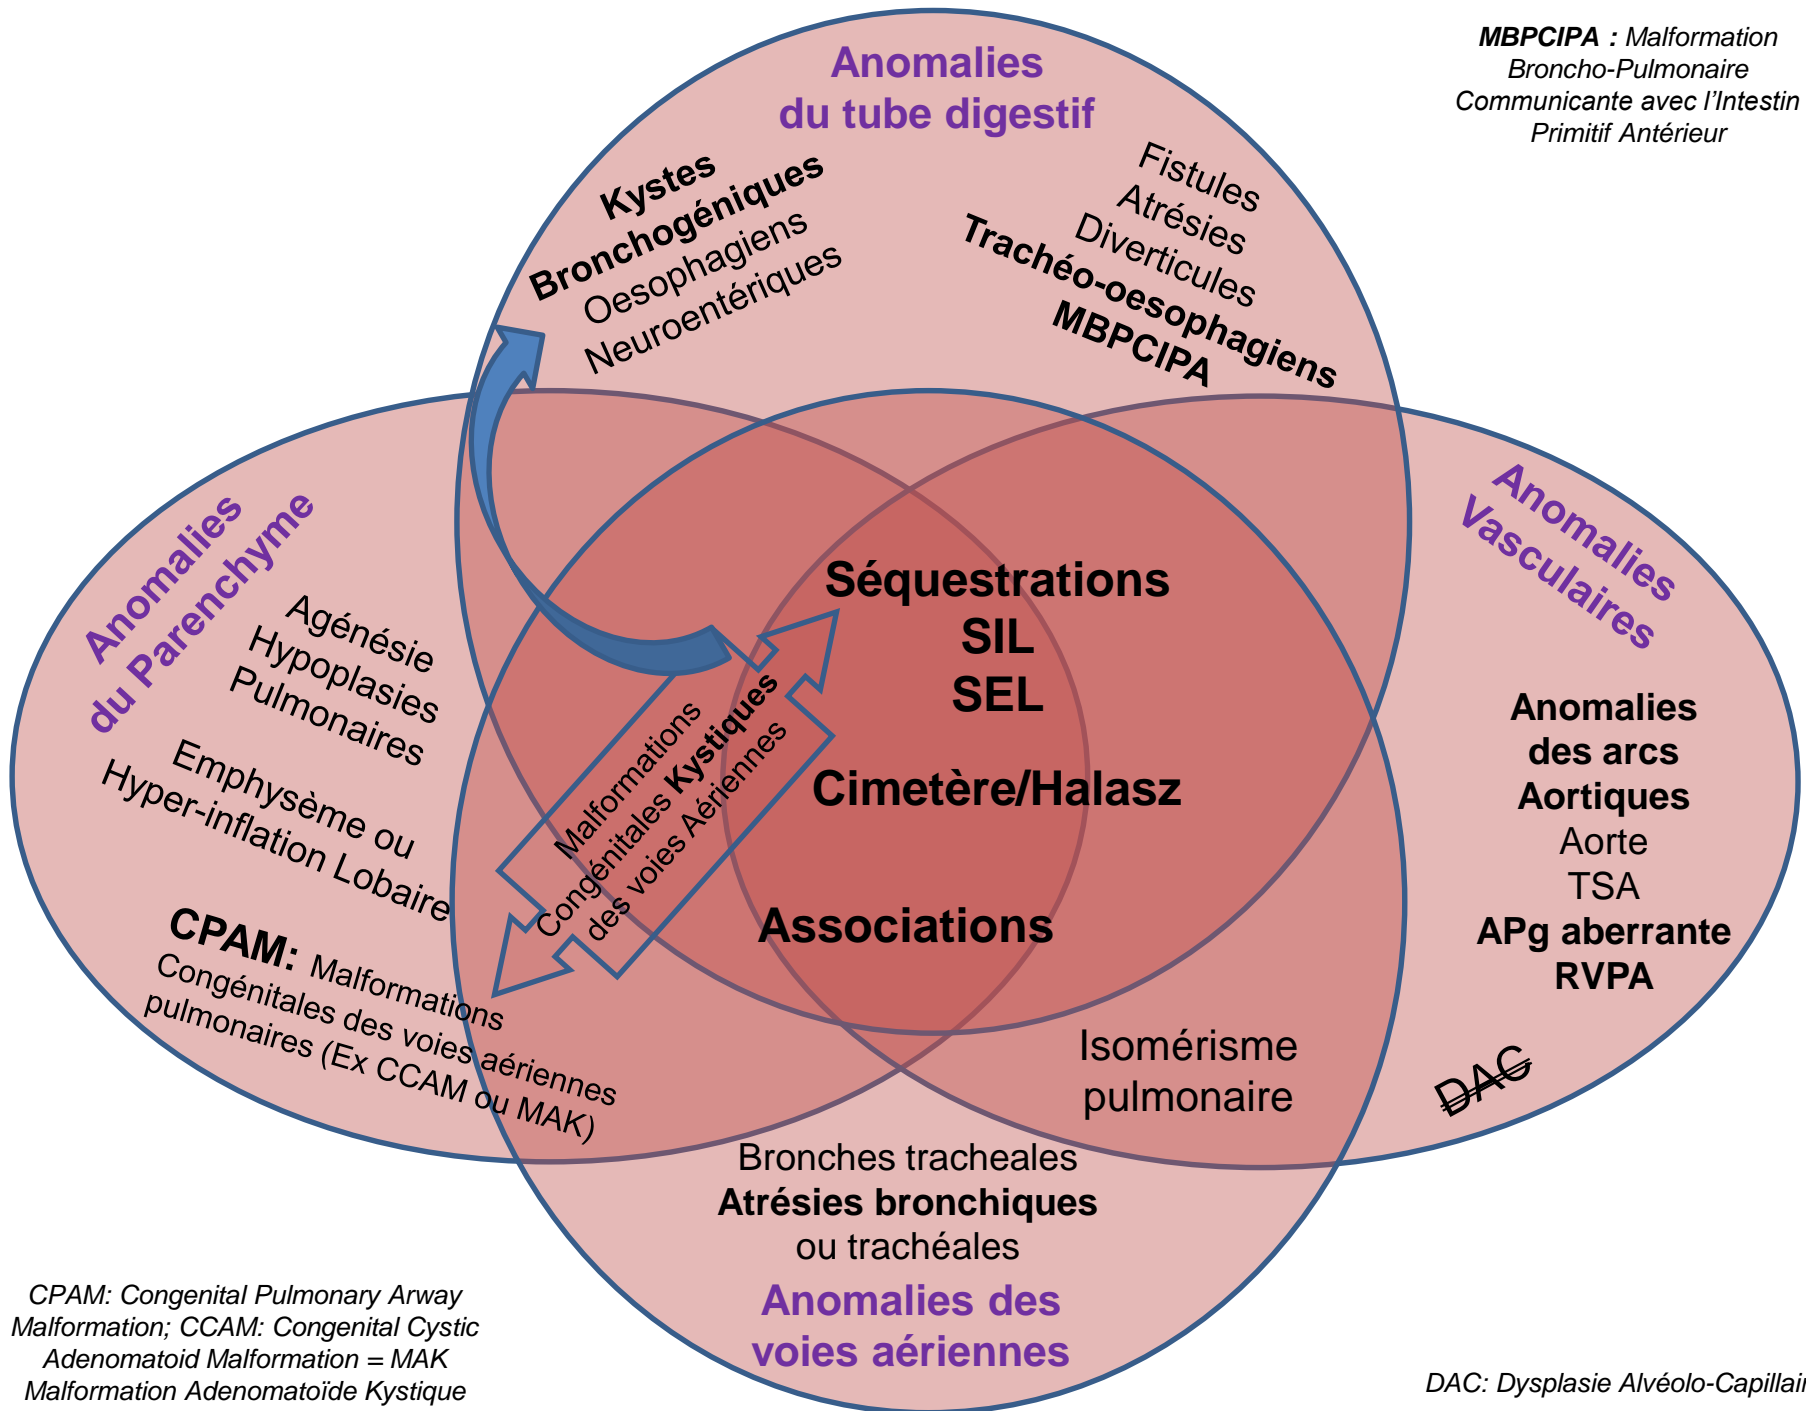 Anomalies
du tube digestif
MBPCIPA : Malformation
Broncho-Pulmonaire
Communicante avec l'Intestin
Primitif Antérieur
Kystes
Bronchogéniques
Oesophagiens
Neuroentériques
Fistules
Atrésies
Diverticules
Trachéo-oesophagiens
MBPCIPA
Anomalies
du Parenchyme
Agénésie
Hypoplasies
Pulmonaires
Emphysème ou
Hyper-inflation Lobaire
CPAM: Malformations
Congénitales des voies aériennes
pulmonaires (Ex CCAM ou MAK)
Malformations
Congénitales Kystiques
des voies Aériennes
Séquestrations
SIL
SEL
Cimetère/Halasz
Associations
Anomalies
Vasculaires
Anomalies
des arcs
Aortiques
Aorte
TSA
APg aberrante
RVPA
DAC
Isomérisme
pulmonaire
Bronches tracheales
Atrésies bronchiques
ou trachéales
Anomalies des
voies aériennes
CPAM: Congenital Pulmonary Arway
Malformation; CCAM: Congenital Cystic
Adenomatoid Malformation = MAK
Malformation Adenomatoïde Kystique
DAC: Dysplasie Alvéolo-Capillair